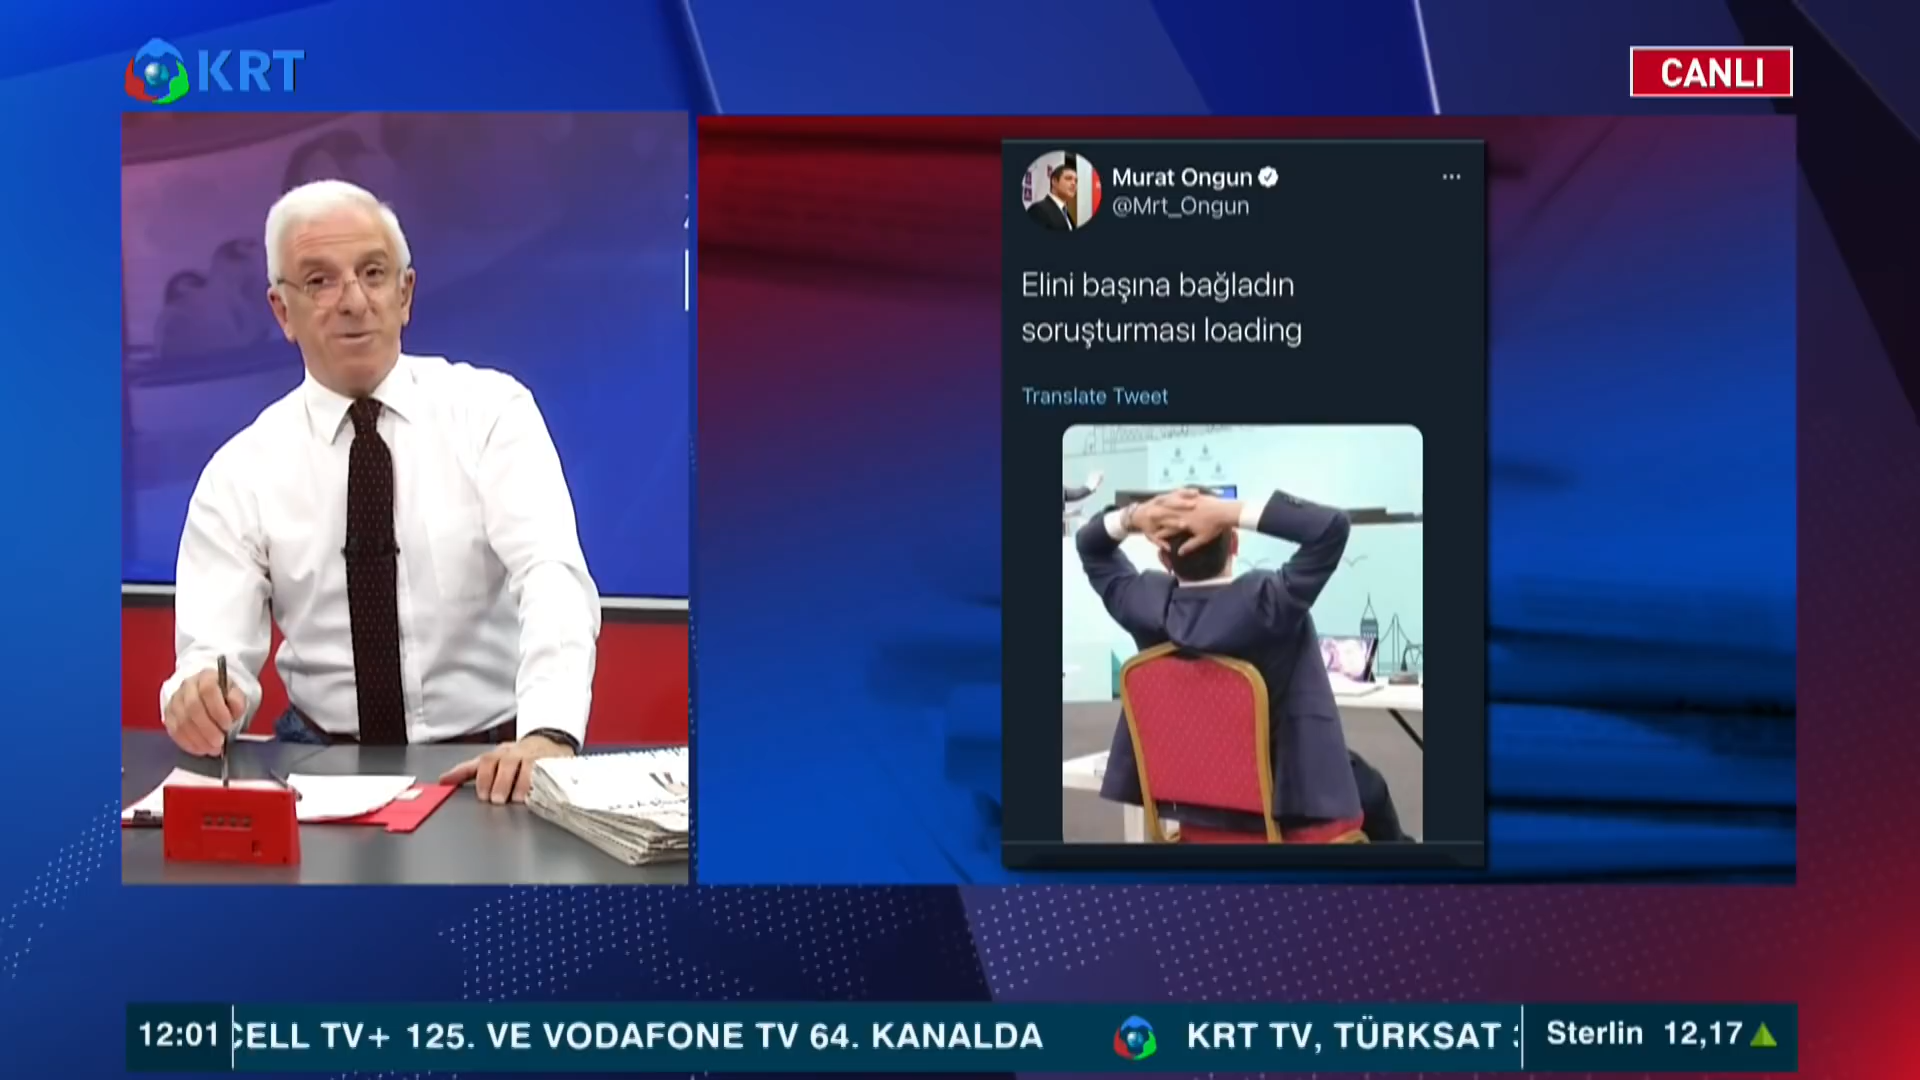 KRT
CANLI
Murat Ongun
@Mrt_Ongun
Elini başına bağladın
soruşturması loading
Translate Tweet
12:01
CELL TV+ 125. VE VODAFONE TV 64. KANALDA
KRT TV, TÜRKSAT
Sterlin 12,17